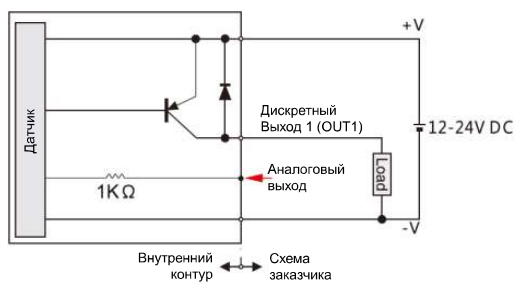 +V
Датчик
Дискретный
Выход 1 (OUT1)
12-24V DC
Load
Аналоговый
выход
1KΩ
-V
Внутренний
контур
Схема
заказчика